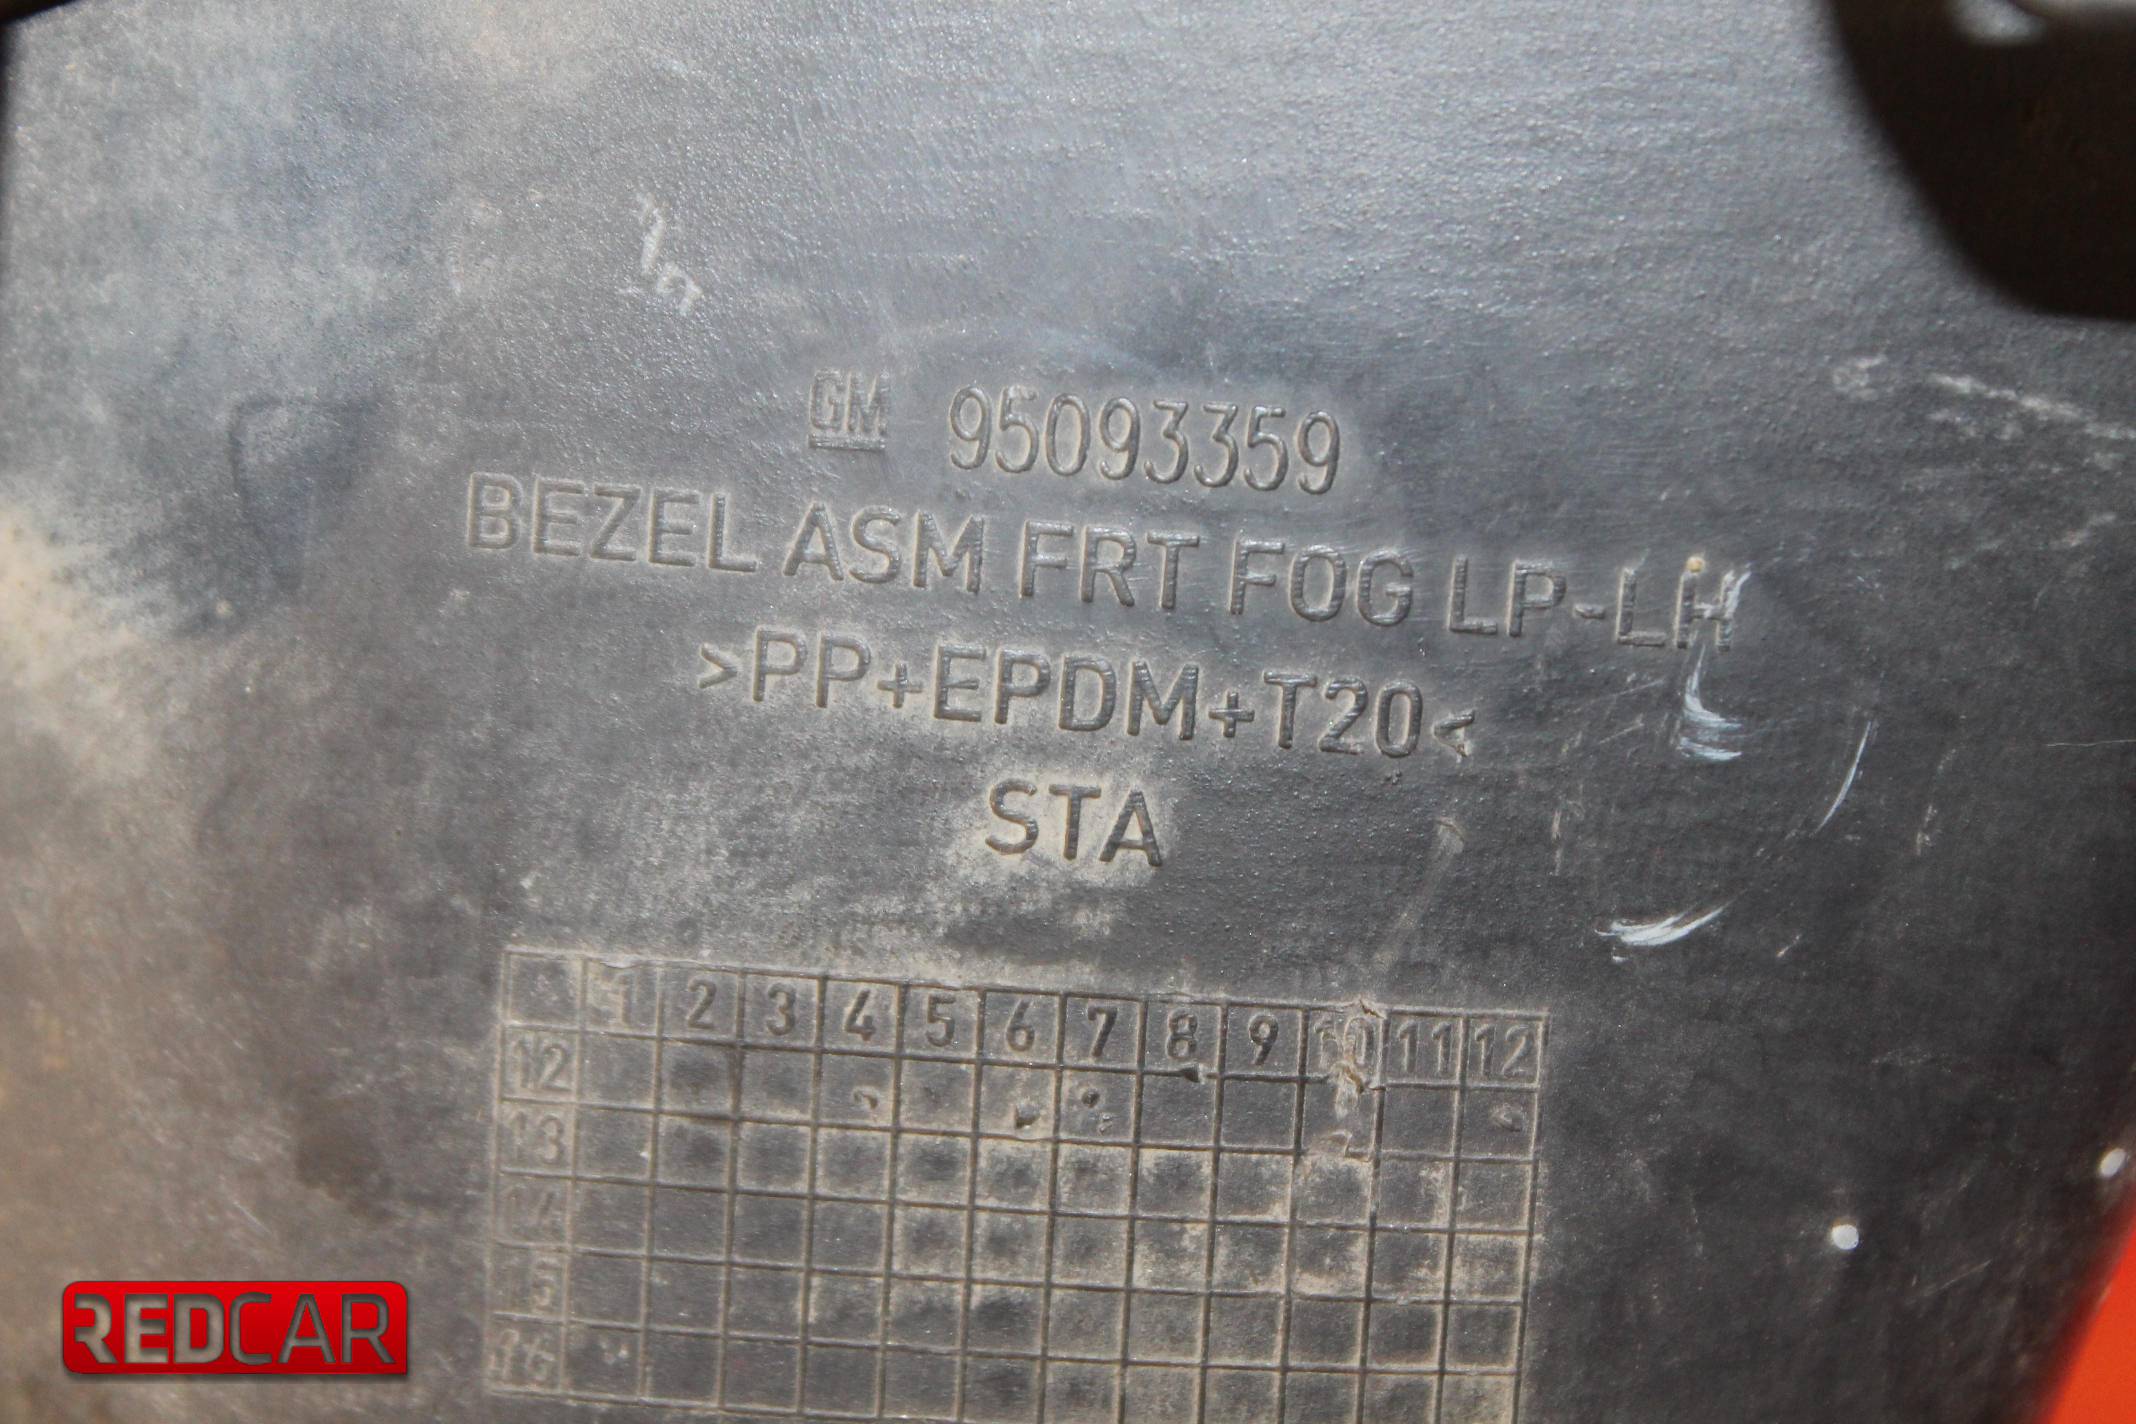 GM 95093359
BEZEL ASM FRT FOG LP-LH
>PP+EPDM+T20<
STA
1 2 3 4 5 6 7 8 9 10 11 12
12
13
14
15
16
REDCAR